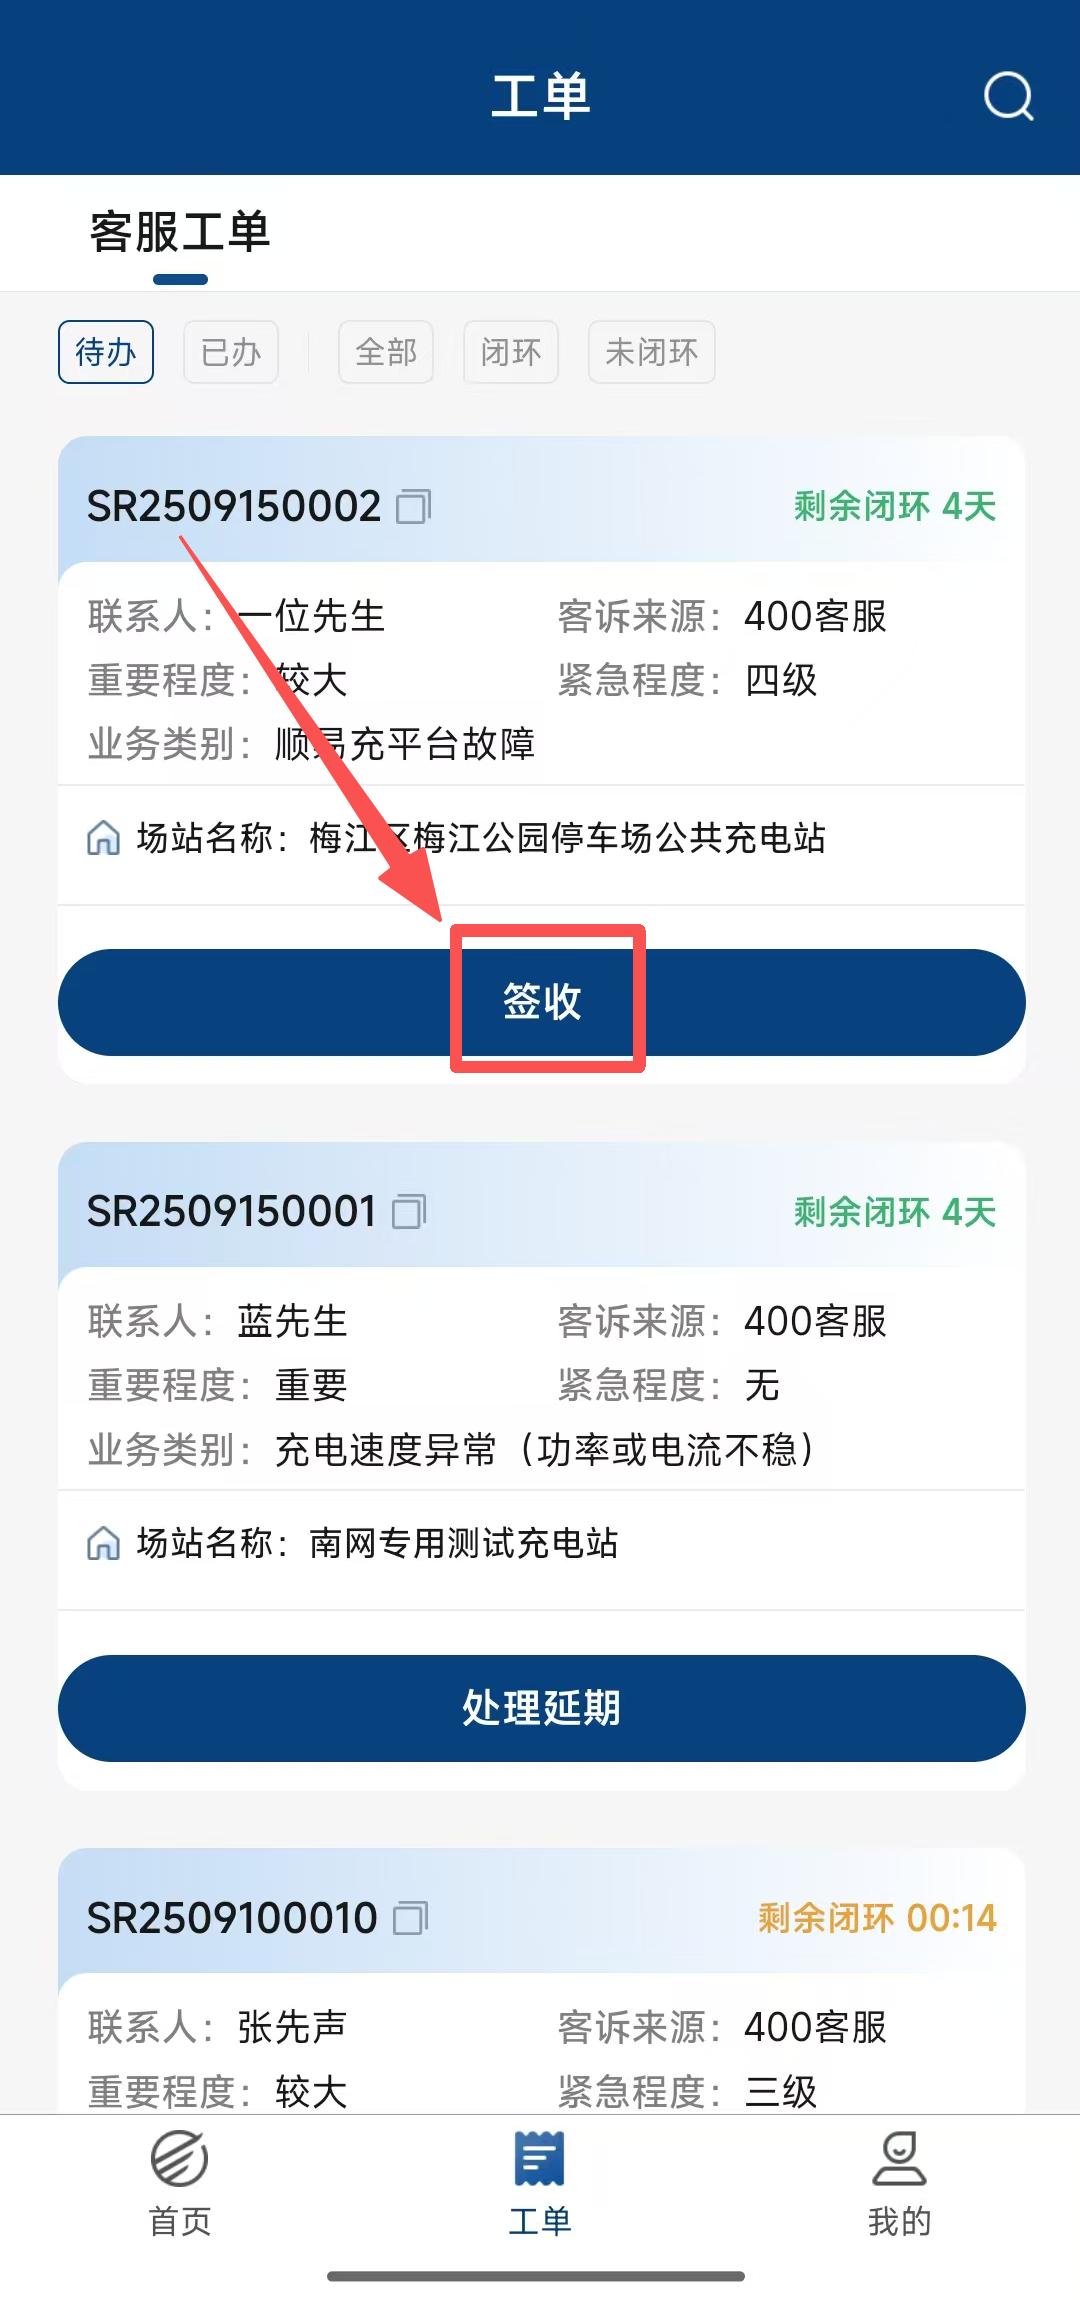 工单
客服工单
待办 已办 全部 闭环 未闭环
SR2509150002 剩余闭环 4天
联系人：一位先生 客诉来源：400客服
重要程度：较大 紧急程度：四级
业务类别：顺易充平台故障
场站名称：梅江区梅江公园停车场公共充电站
签收
SR2509150001 剩余闭环 4天
联系人：蓝先生 客诉来源：400客服
重要程度：重要 紧急程度：无
业务类别：充电速度异常（功率或电流不稳）
场站名称：南网专用测试充电站
处理延期
SR2509100010 剩余闭环 00:14
联系人：张先声 客诉来源：400客服
重要程度：较大 紧急程度：三级
首页 工单 我的